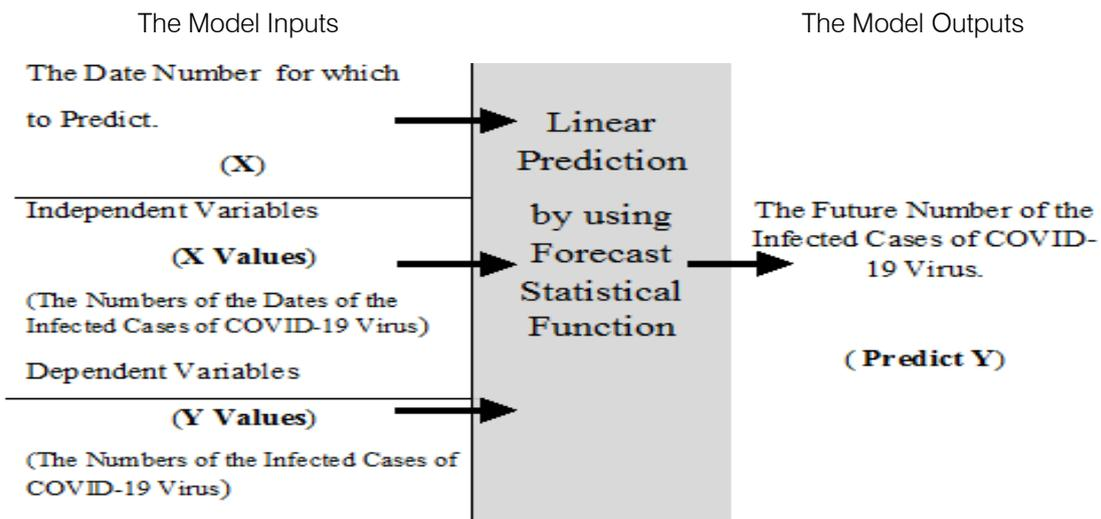 The Model Inputs
The Model Outputs
The Date Number for which
to Predict.
(X)
Independent Variables
(X Values)
(The Numbers of the Dates of the
Infected Cases of COVID-19 Virus)
Dependent Variables
(Y Values)
(The Numbers of the Infected Cases of
COVID-19 Virus)
Linear
Prediction
by using
Forecast
Statistical
Function
The Future Number of the
Infected Cases of COVID-
19 Virus.
( Predict Y)